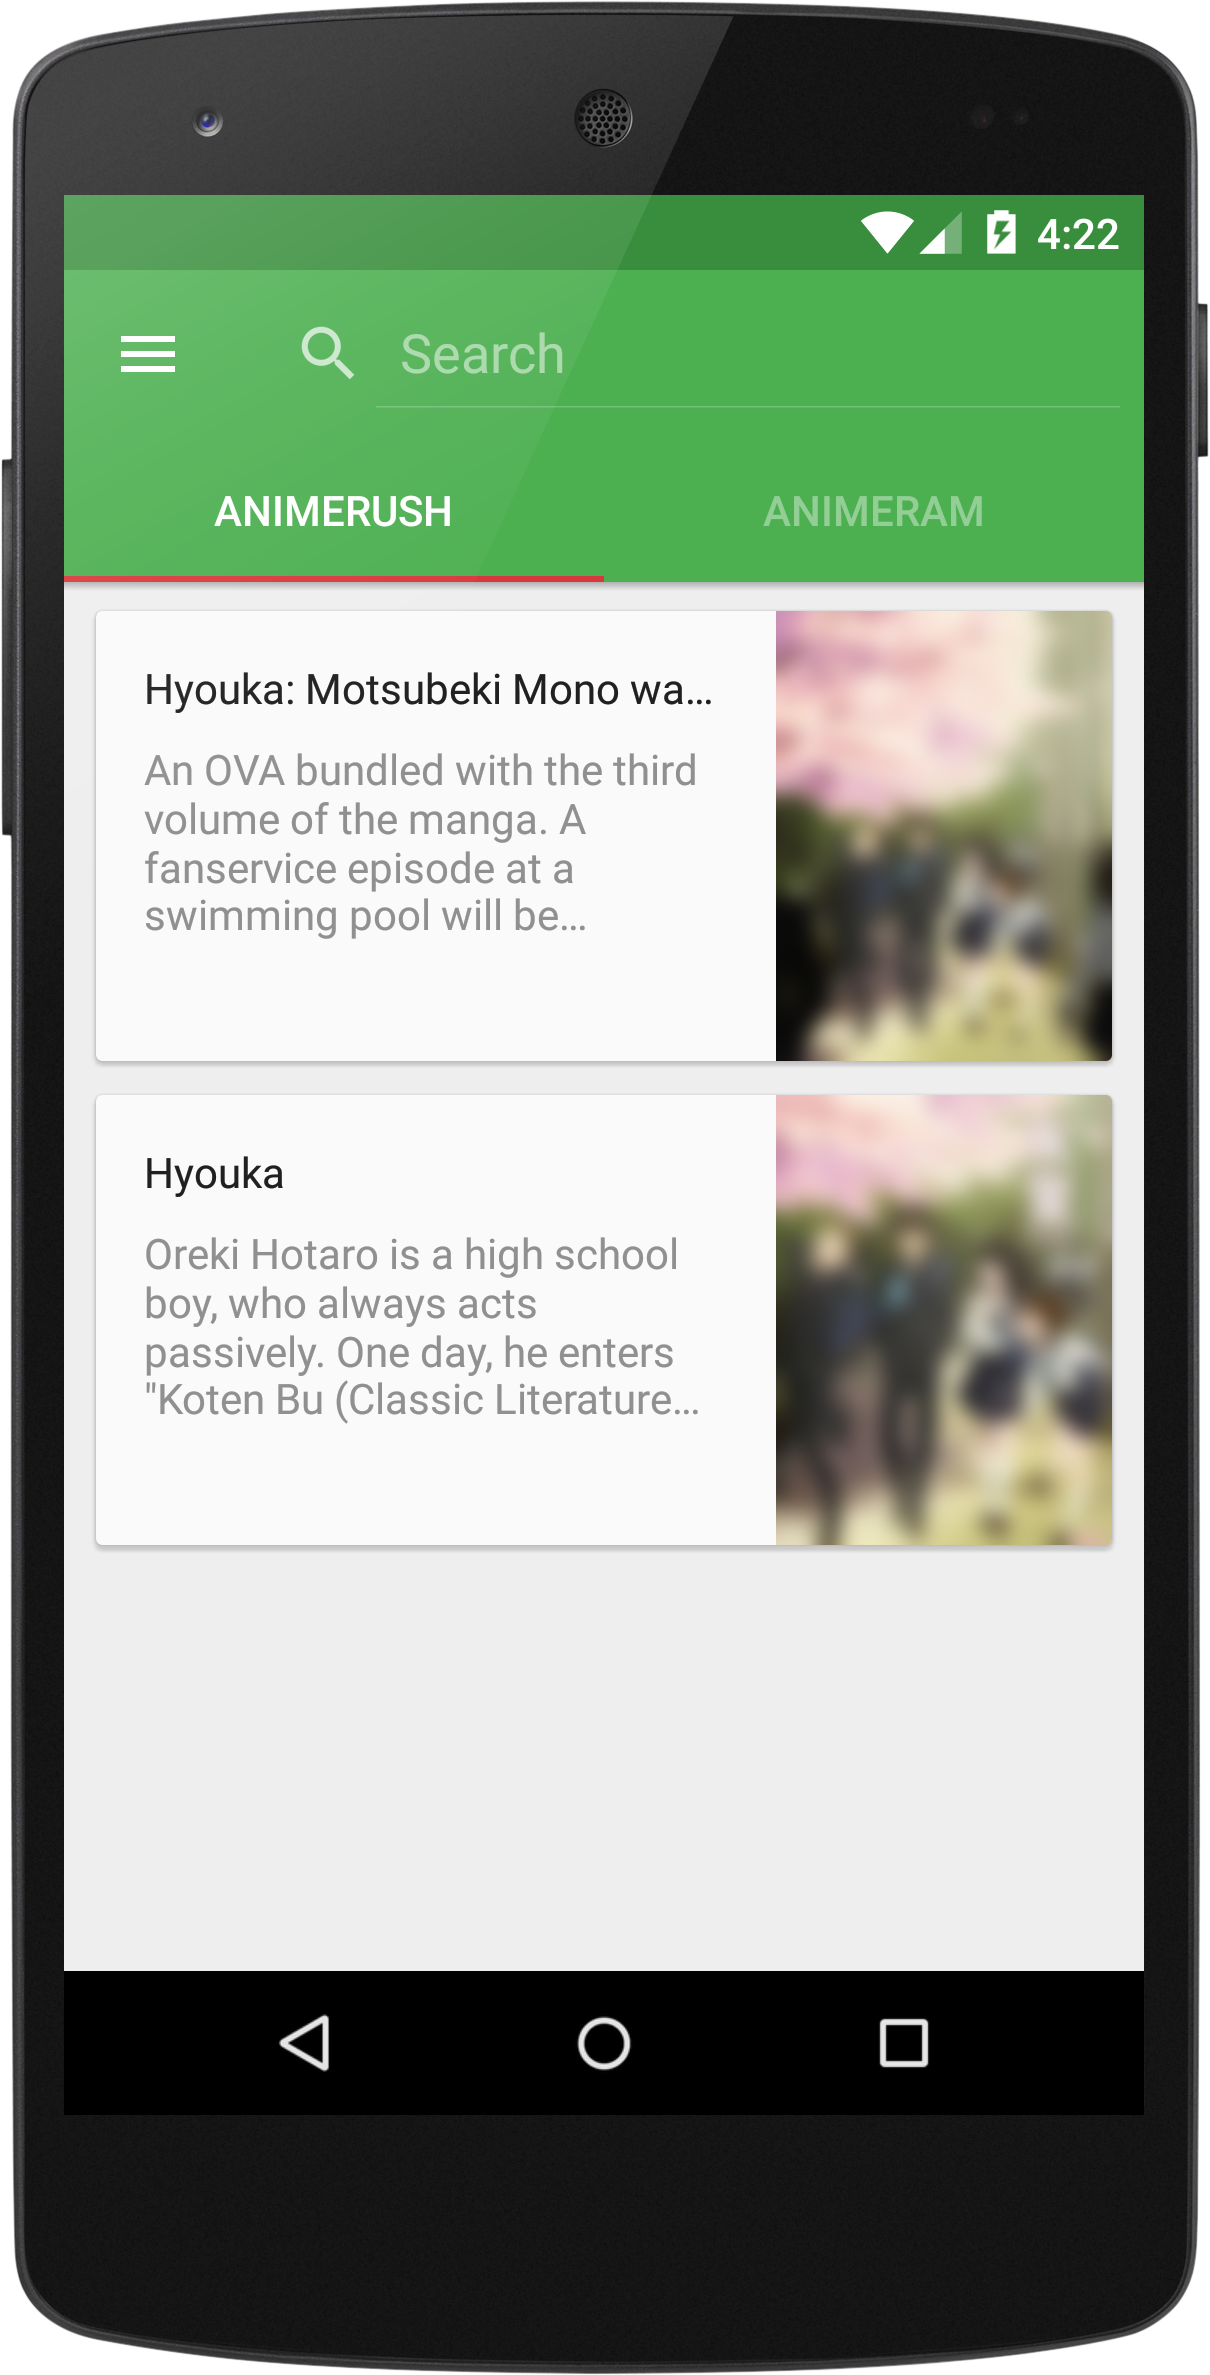 4:22
Search
ANIMERUSH
ANIMERAM
Hyouka: Motsubeki Mono wa...
An OVA bundled with the third
volume of the manga. A
fanservice episode at a
swimming pool will be...
Hyouka
Oreki Hotaro is a high school
boy, who always acts
passively. One day, he enters
"Koten Bu (Classic Literature...